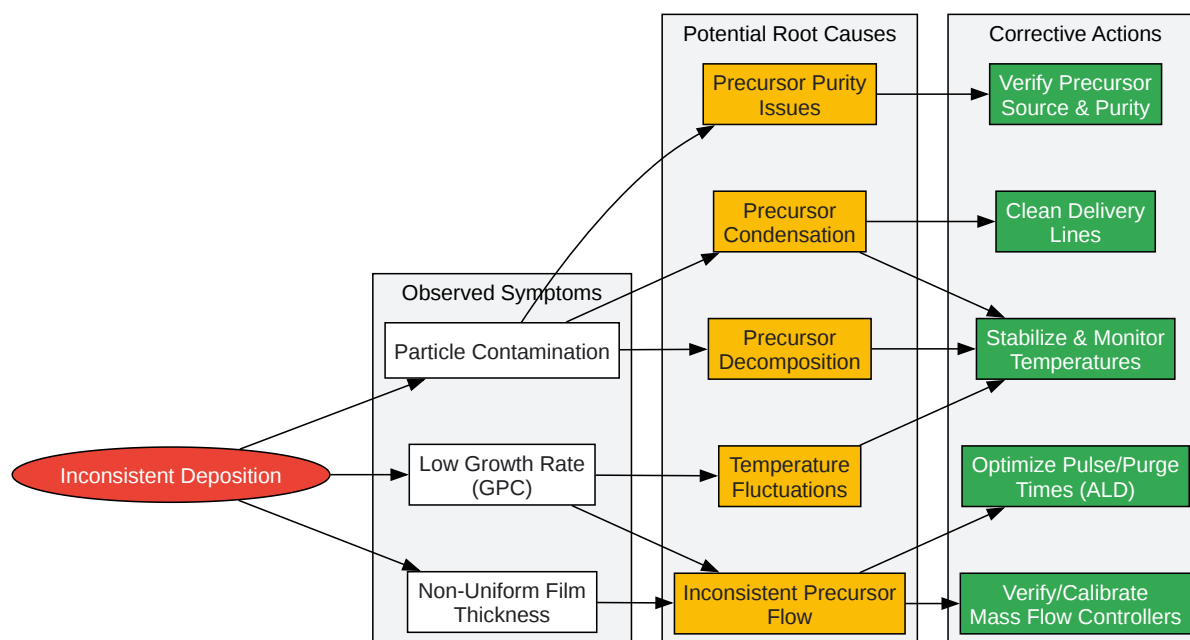 Potential Root Causes
Corrective Actions
Precursor Purity
Issues
Verify Precursor
Source & Purity
Precursor
Condensation
Clean Delivery
Lines
Observed Symptoms
Particle Contamination
Precursor
Decomposition
Stabilize & Monitor
Temperatures
Inconsistent Deposition
Low Growth Rate
(GPC)
Temperature
Fluctuations
Optimize Pulse/Purge
Times (ALD)
Non-Uniform Film
Thickness
Inconsistent Precursor
Flow
Verify/Calibrate
Mass Flow Controllers